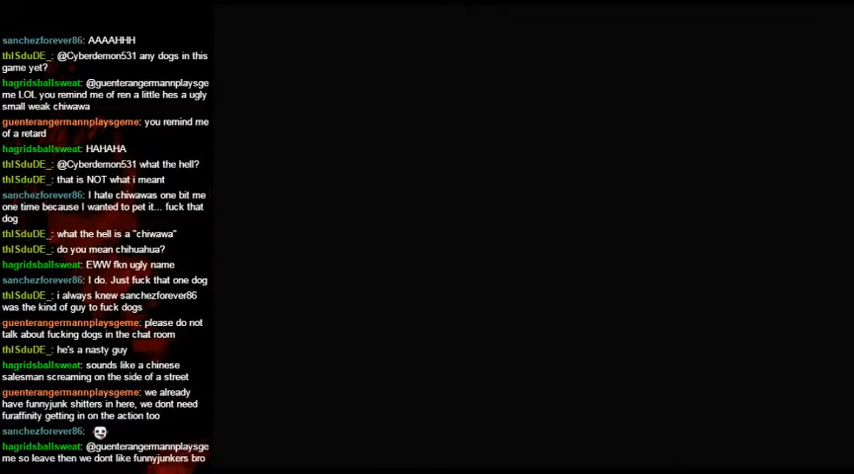 sanchezforever86: AAAAHHH
thISduDE_: @Cyberdemon531 any dogs in this
game yet?
hagridsballsweat: @guenterangermannplaysge
me LOL you remind me of ren a little hes a ugly
small weak chiwawa
guenterangermannplaysgeme: you remind me
of a retard
hagridsballsweat: HAHAHA
thISduDE_: @Cyberdemon531 what the hell?
thISduDE_: that is NOT what i meant
sanchezforever86: I hate chiwawas one bit me
one time because I wanted to pet it... fuck that
dog
thISduDE_: what the hell is a "chiwawa"
thISduDE_: do you mean chihuahua?
hagridsballsweat: EWW fkn ugly name
sanchezforever86: I do. Just fuck that one dog
thISduDE_: i always knew sanchezforever86
was the kind of guy to fuck dogs
guenterangermannplaysgeme: please do not
talk about fucking dogs in the chat room
thISduDE_: he's a nasty guy
hagridsballsweat: sounds like a chinese
salesman screaming on the side of a street
guenterangermannplaysgeme: we already
have funnyjunk shitters in here, we dont need
furaffinity getting in on the action too
sanchezforever86:
hagridsballsweat: @guenterangermannplaysge
me so leave then we dont like funnyjunkers bro